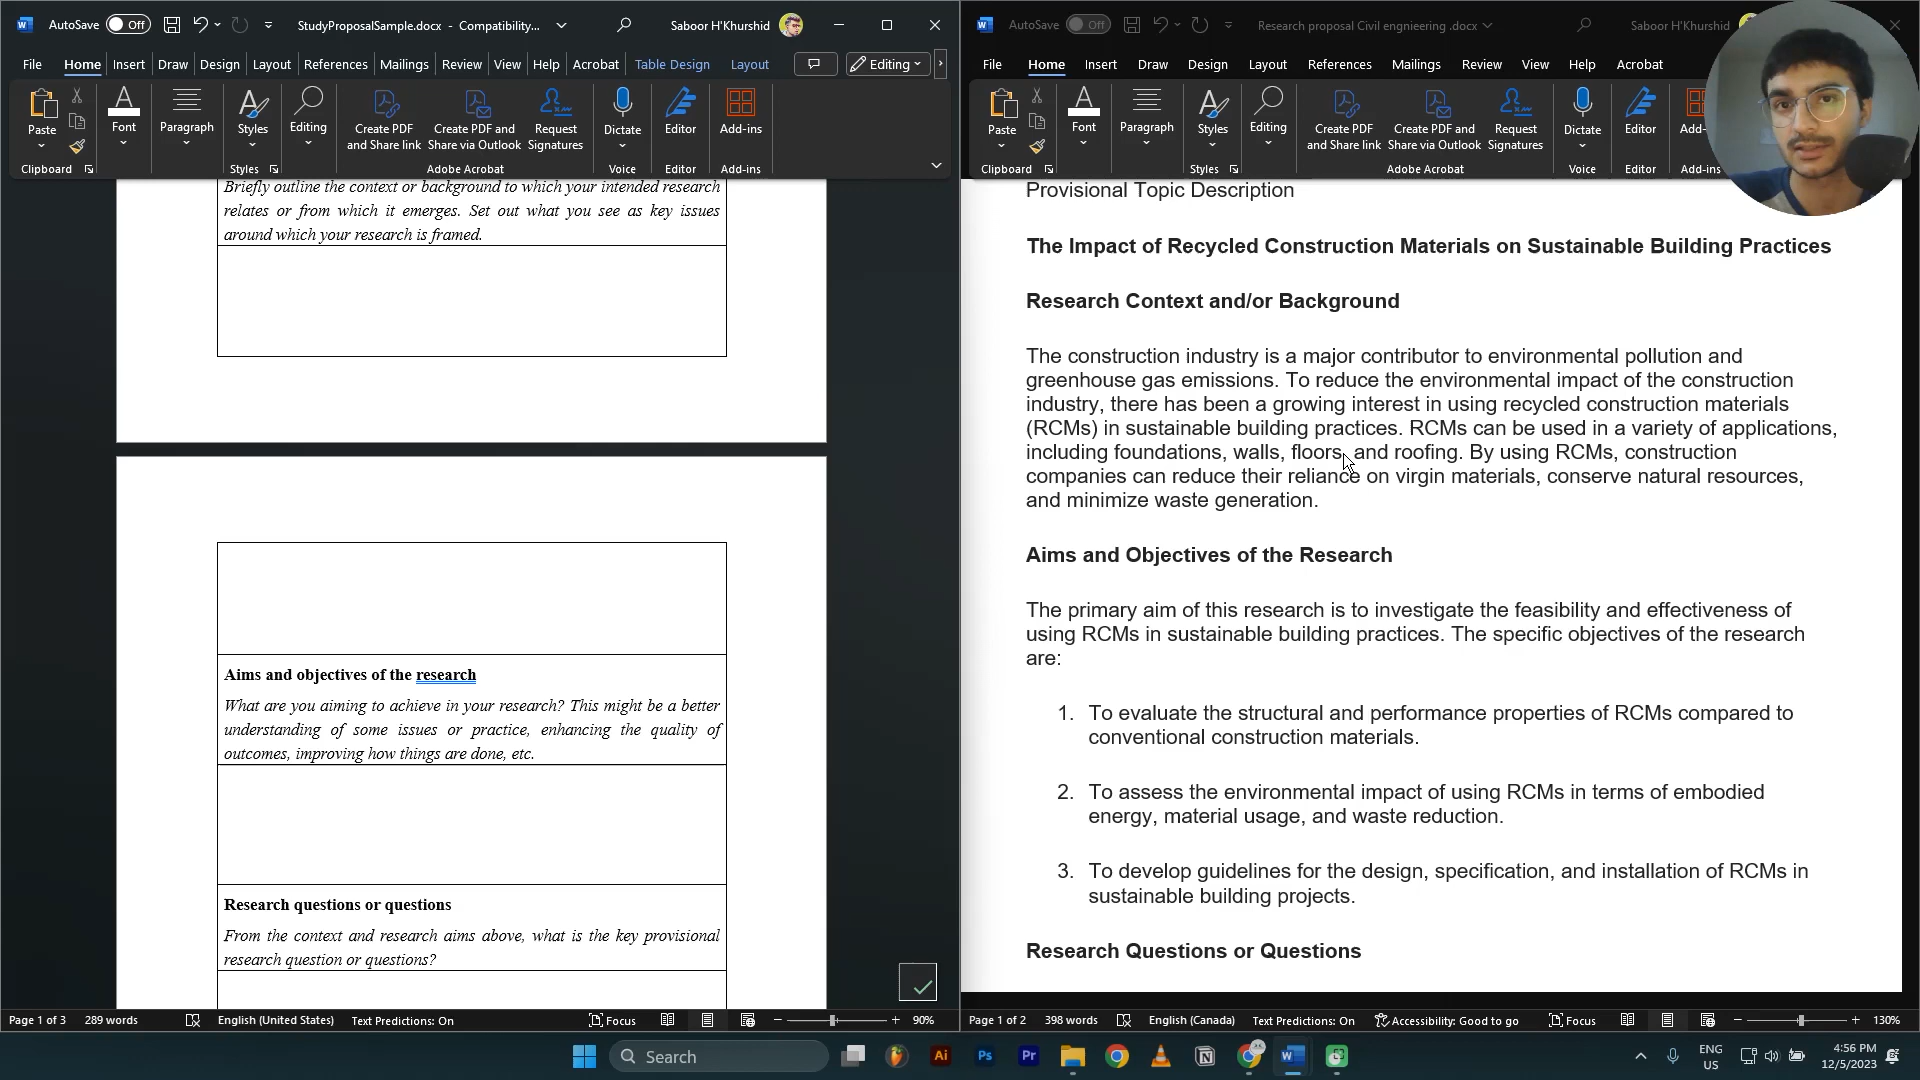 AutoSave Off StudyProposalSample.docx - Compatibility... Saboor H'Khurshid
File Home Insert Draw Design Layout References Mailings Review View Help Acrobat Table Design Layout Editing
Paste Font Paragraph Styles Editing Create PDF and Share link Create PDF and Share via Outlook Request Signatures Dictate Editor Add-ins
Clipboard Styles Adobe Acrobat Voice Editor Add-ins
Briefly outline the context or background to which your intended research
relates or from which it emerges. Set out what you see as key issues
around which your research is framed.
Aims and objectives of the research
What are you aiming to achieve in your research? This might be a better
understanding of some issues or practice, enhancing the quality of
outcomes, improving how things are done, etc.
Research questions or questions
From the context and research aims above, what is the key provisional
research question or questions?
Page 1 of 3 289 words English (United States) Text Predictions: On Focus 90%
AutoSave Off Research proposal Civil engnieering .docx Saboor H'Khurshid
File Home Insert Draw Design Layout References Mailings Review View Help Acrobat
Paste Font Paragraph Styles Editing Create PDF and Share link Create PDF and Share via Outlook Request Signatures Dictate Editor Add-
Clipboard Styles Adobe Acrobat Voice Editor Add-ins
Provisional Topic Description
The Impact of Recycled Construction Materials on Sustainable Building Practices
Research Context and/or Background
The construction industry is a major contributor to environmental pollution and
greenhouse gas emissions. To reduce the environmental impact of the construction
industry, there has been a growing interest in using recycled construction materials
(RCMs) in sustainable building practices. RCMs can be used in a variety of applications,
including foundations, walls, floors, and roofing. By using RCMs, construction
companies can reduce their reliance on virgin materials, conserve natural resources,
and minimize waste generation.
Aims and Objectives of the Research
The primary aim of this research is to investigate the feasibility and effectiveness of
using RCMs in sustainable building practices. The specific objectives of the research
are:
1. To evaluate the structural and performance properties of RCMs compared to
conventional construction materials.
2. To assess the environmental impact of using RCMs in terms of embodied
energy, material usage, and waste reduction.
3. To develop guidelines for the design, specification, and installation of RCMs in
sustainable building projects.
Research Questions or Questions
Page 1 of 2 398 words English (Canada) Text Predictions: On Accessibility: Good to go Focus 130%
Search Ai Ps Pr ENG US 4:56 PM 12/5/2023